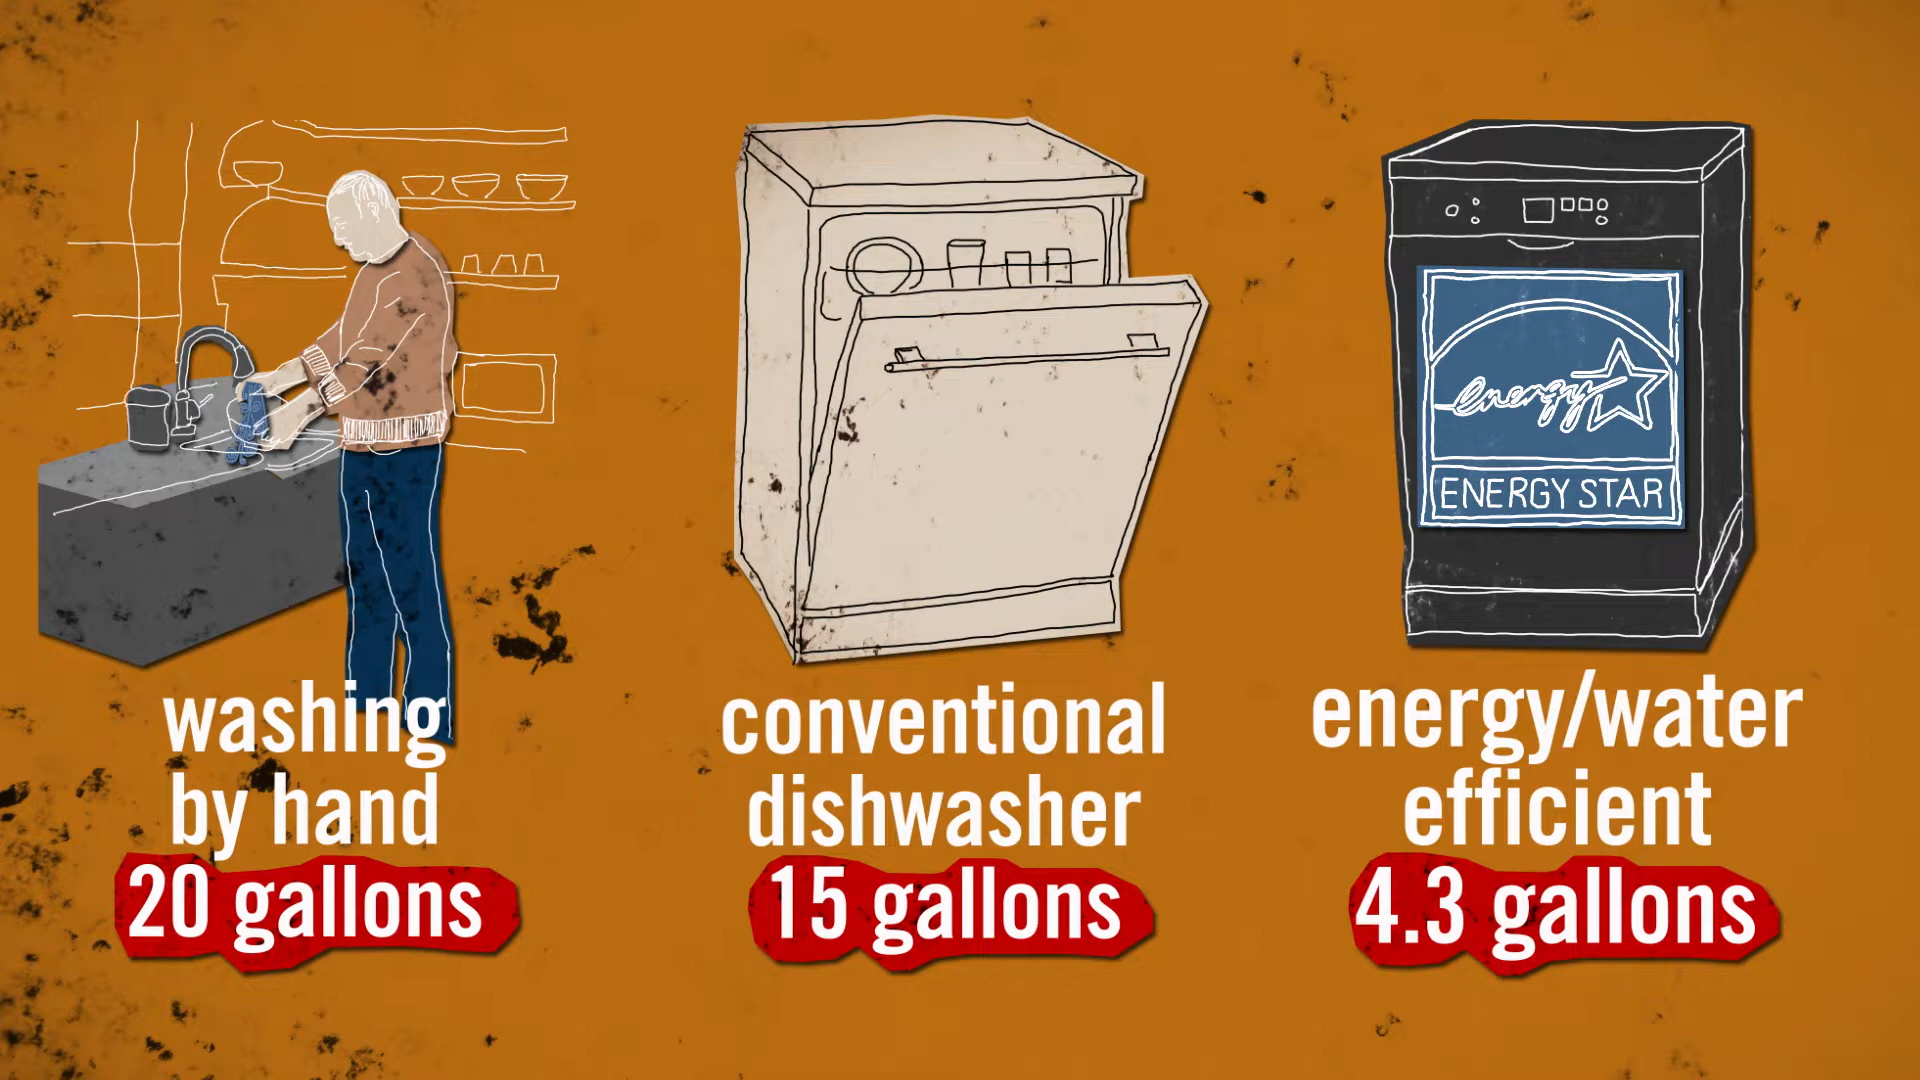 energy
ENERGY STAR
washing
by hand
20 gallons
conventional
dishwasher
15 gallons
energy/water
efficient
4.3 gallons